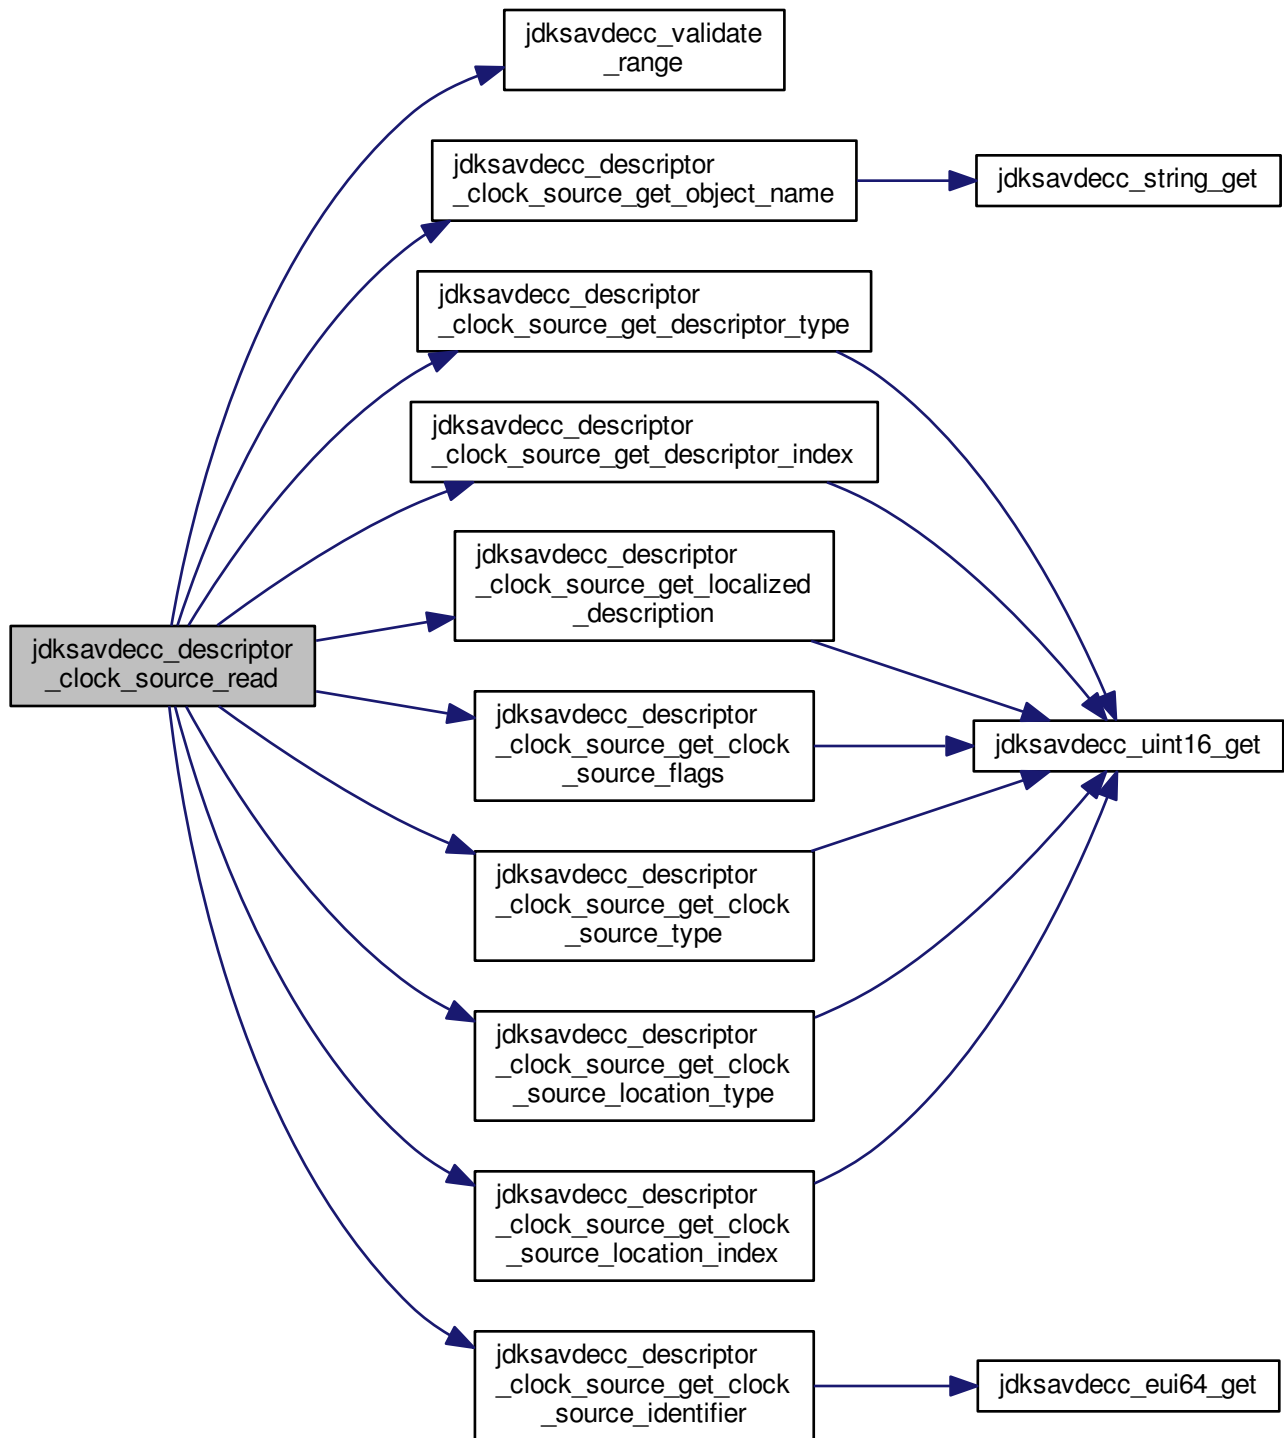 jdksavdecc_validate
_range
jdksavdecc_descriptor
_clock_source_get_object_name
jdksavdecc_string_get
jdksavdecc_descriptor
_clock_source_get_descriptor_type
jdksavdecc_descriptor
_clock_source_get_descriptor_index
jdksavdecc_descriptor
_clock_source_get_localized
_description
jdksavdecc_descriptor
_clock_source_read
jdksavdecc_descriptor
_clock_source_get_clock
_source_flags
jdksavdecc_uint16_get
jdksavdecc_descriptor
_clock_source_get_clock
_source_type
jdksavdecc_descriptor
_clock_source_get_clock
_source_location_type
jdksavdecc_descriptor
_clock_source_get_clock
_source_location_index
jdksavdecc_descriptor
_clock_source_get_clock
_source_identifier
jdksavdecc_eui64_get